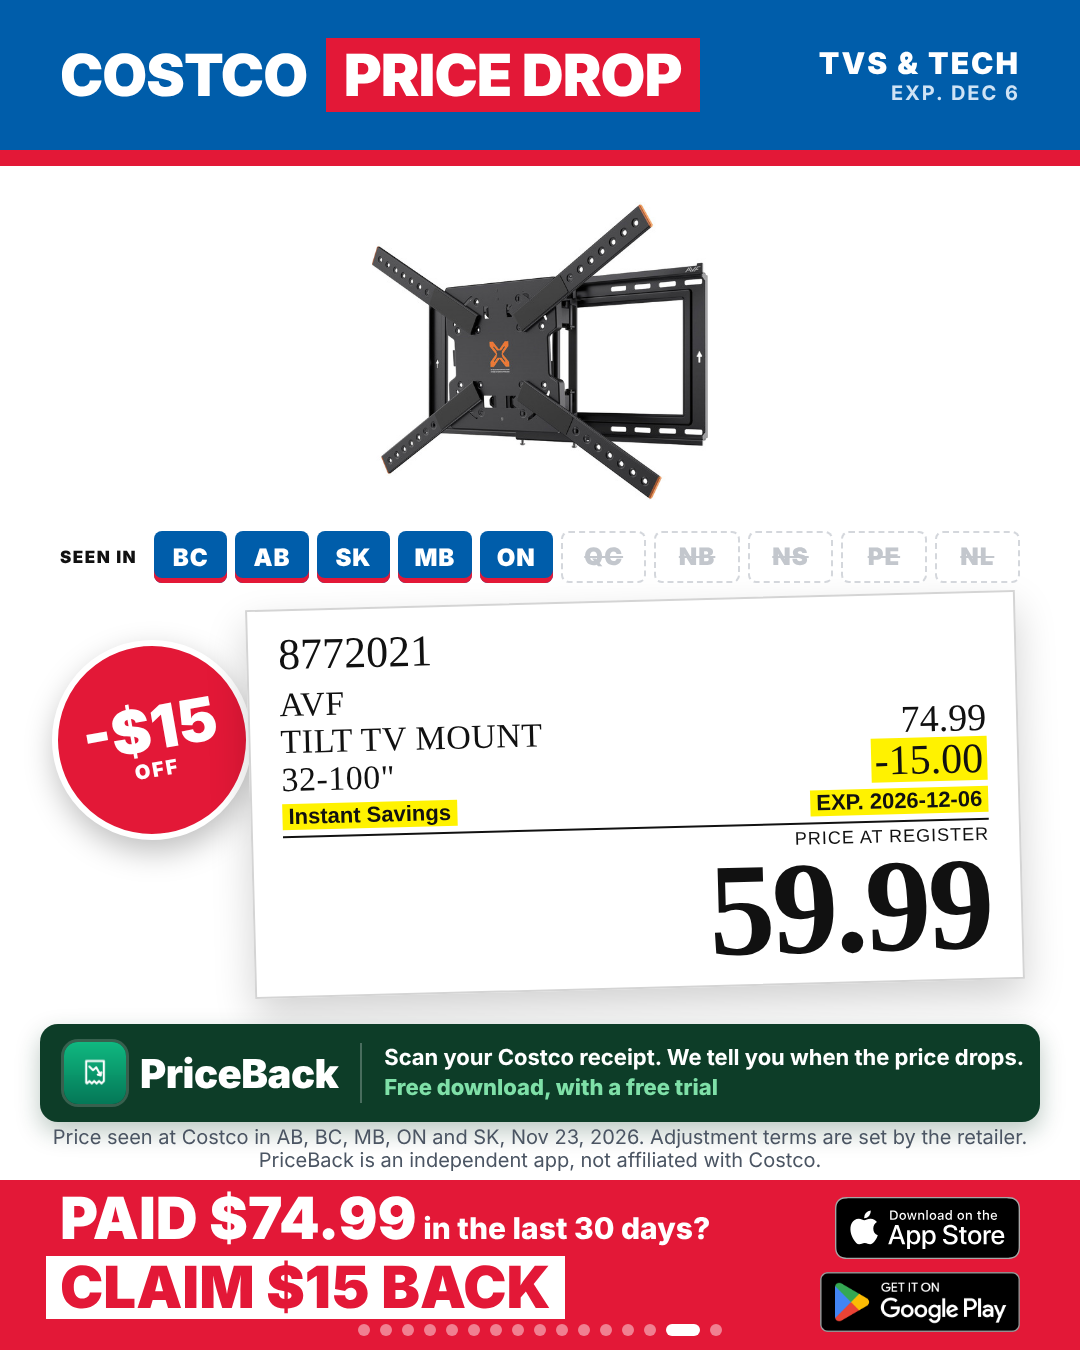 COSTCO PRICE DROP
TVS & TECH
EXP. DEC 6
AVF
SEEN IN BC AB SK MB ON QC NB NS PE NL
-$15
OFF
8772021
AVF
TILT TV MOUNT
32-100"
Instant Savings
74.99
-15.00
EXP. 2026-12-06
PRICE AT REGISTER
59.99
PriceBack
Scan your Costco receipt. We tell you when the price drops.
Free download, with a free trial
Price seen at Costco in AB, BC, MB, ON and SK, Nov 23, 2026. Adjustment terms are set by the retailer.
PriceBack is an independent app, not affiliated with Costco.
PAID $74.99 in the last 30 days?
CLAIM $15 BACK
Download on the
App Store
GET IT ON
Google Play